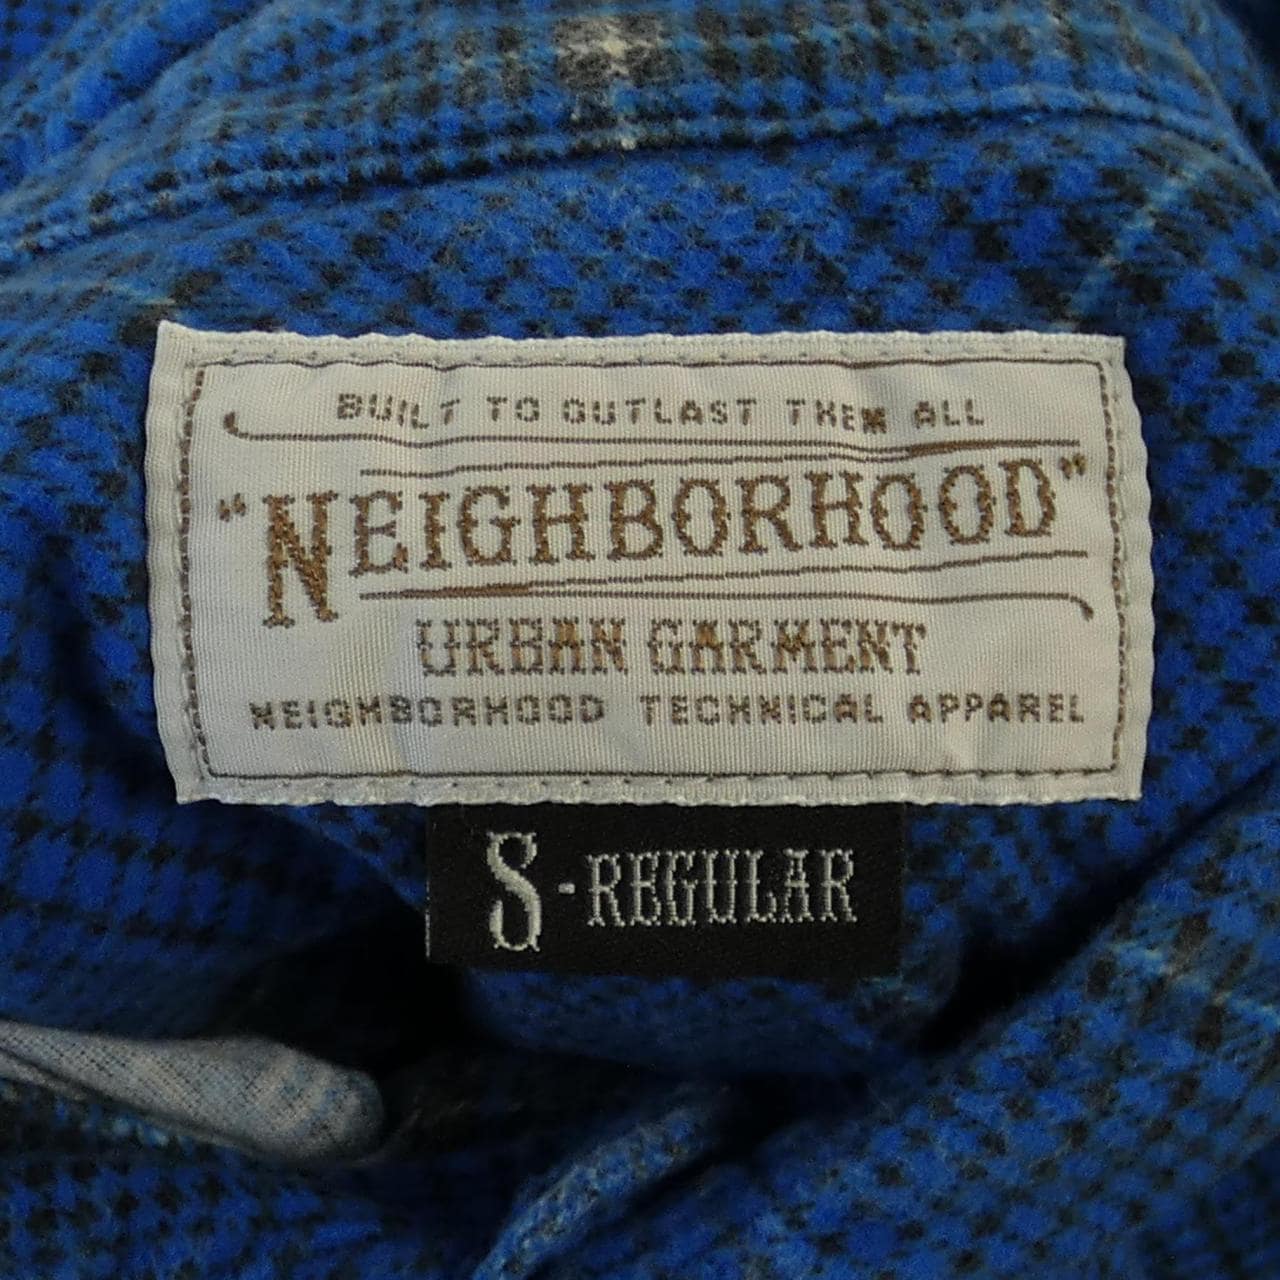 BUILT TO OUTLAST THEM ALL
"NEIGHBORHOOD"
URBAN GARMENT
NEIGHBORHOOD TECHNICAL APPAREL
S-REGULAR